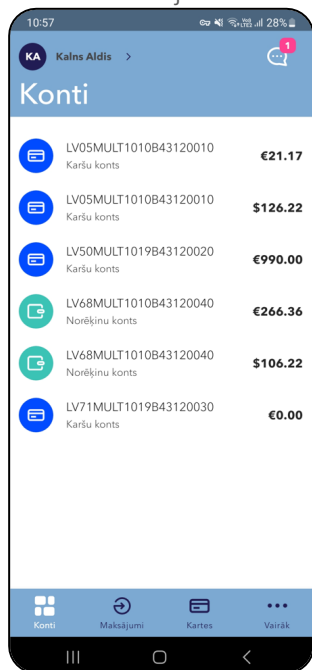 10:57 28%
KA Kalns Aldis >
1
Konti
LV05MULT1010B43120010
Karšu konts
€21.17
LV05MULT1010B43120010
Karšu konts
$126.22
LV50MULT1019B43120020
Karšu konts
€990.00
LV68MULT1010B43120040
Norēķinu konts
€266.36
LV68MULT1010B43120040
Norēķinu konts
$106.22
LV71MULT1019B43120030
Karšu konts
€0.00
Konti Maksājumi Kartes Vairāk